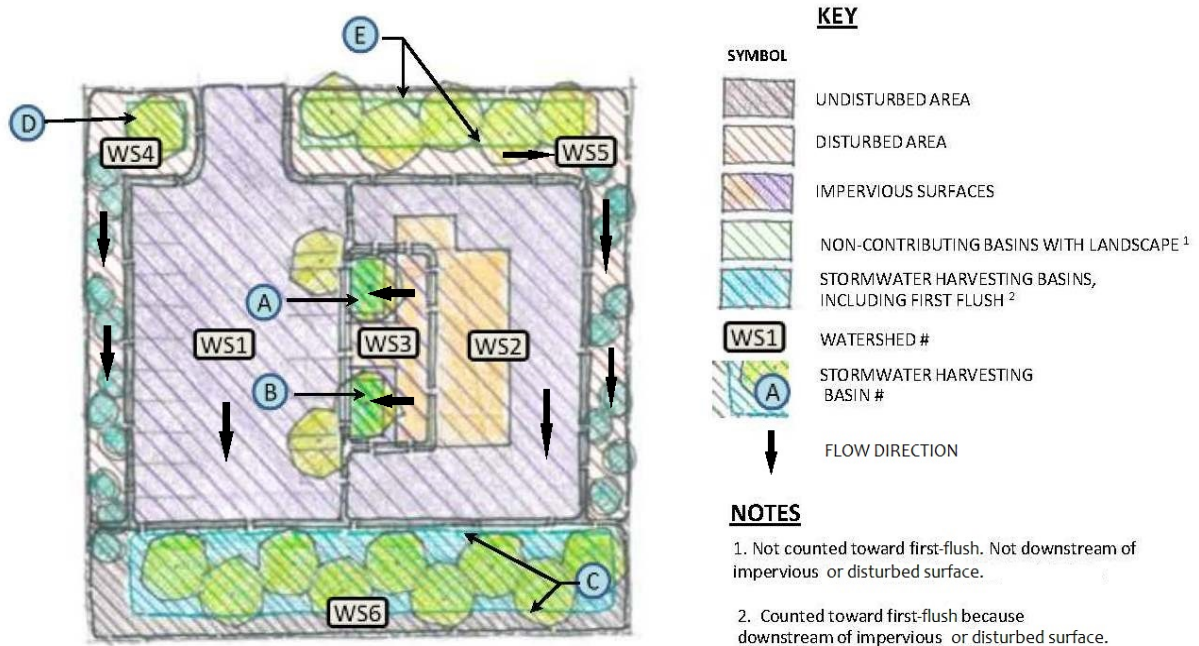 E
D
WS4
WS5
A
WS1
WS3
WS2
B
C
WS6
KEY
SYMBOL
UNDISTURBED AREA
DISTURBED AREA
IMPERVIOUS SURFACES
NON-CONTRIBUTING BASINS WITH LANDSCAPE 1
STORMWATER HARVESTING BASINS,
INCLUDING FIRST FLUSH 2
WS1 WATERSHED #
A STORMWATER HARVESTING
BASIN #
FLOW DIRECTION
NOTES
1. Not counted toward first-flush. Not downstream of
impervious or disturbed surface.
2. Counted toward first-flush because
downstream of impervious or disturbed surface.